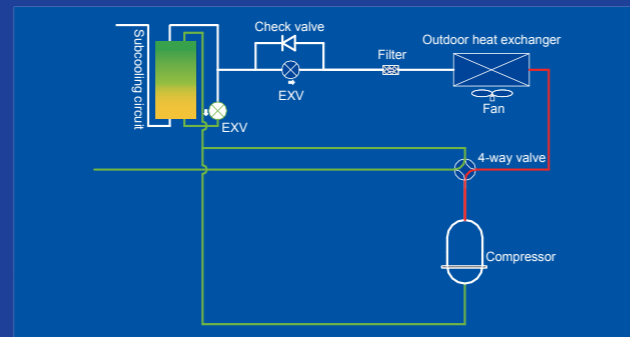 Check valve
Subcooling circuit
Filter
Outdoor heat exchanger
EXV
Fan
EXV
4-way valve
Compressor